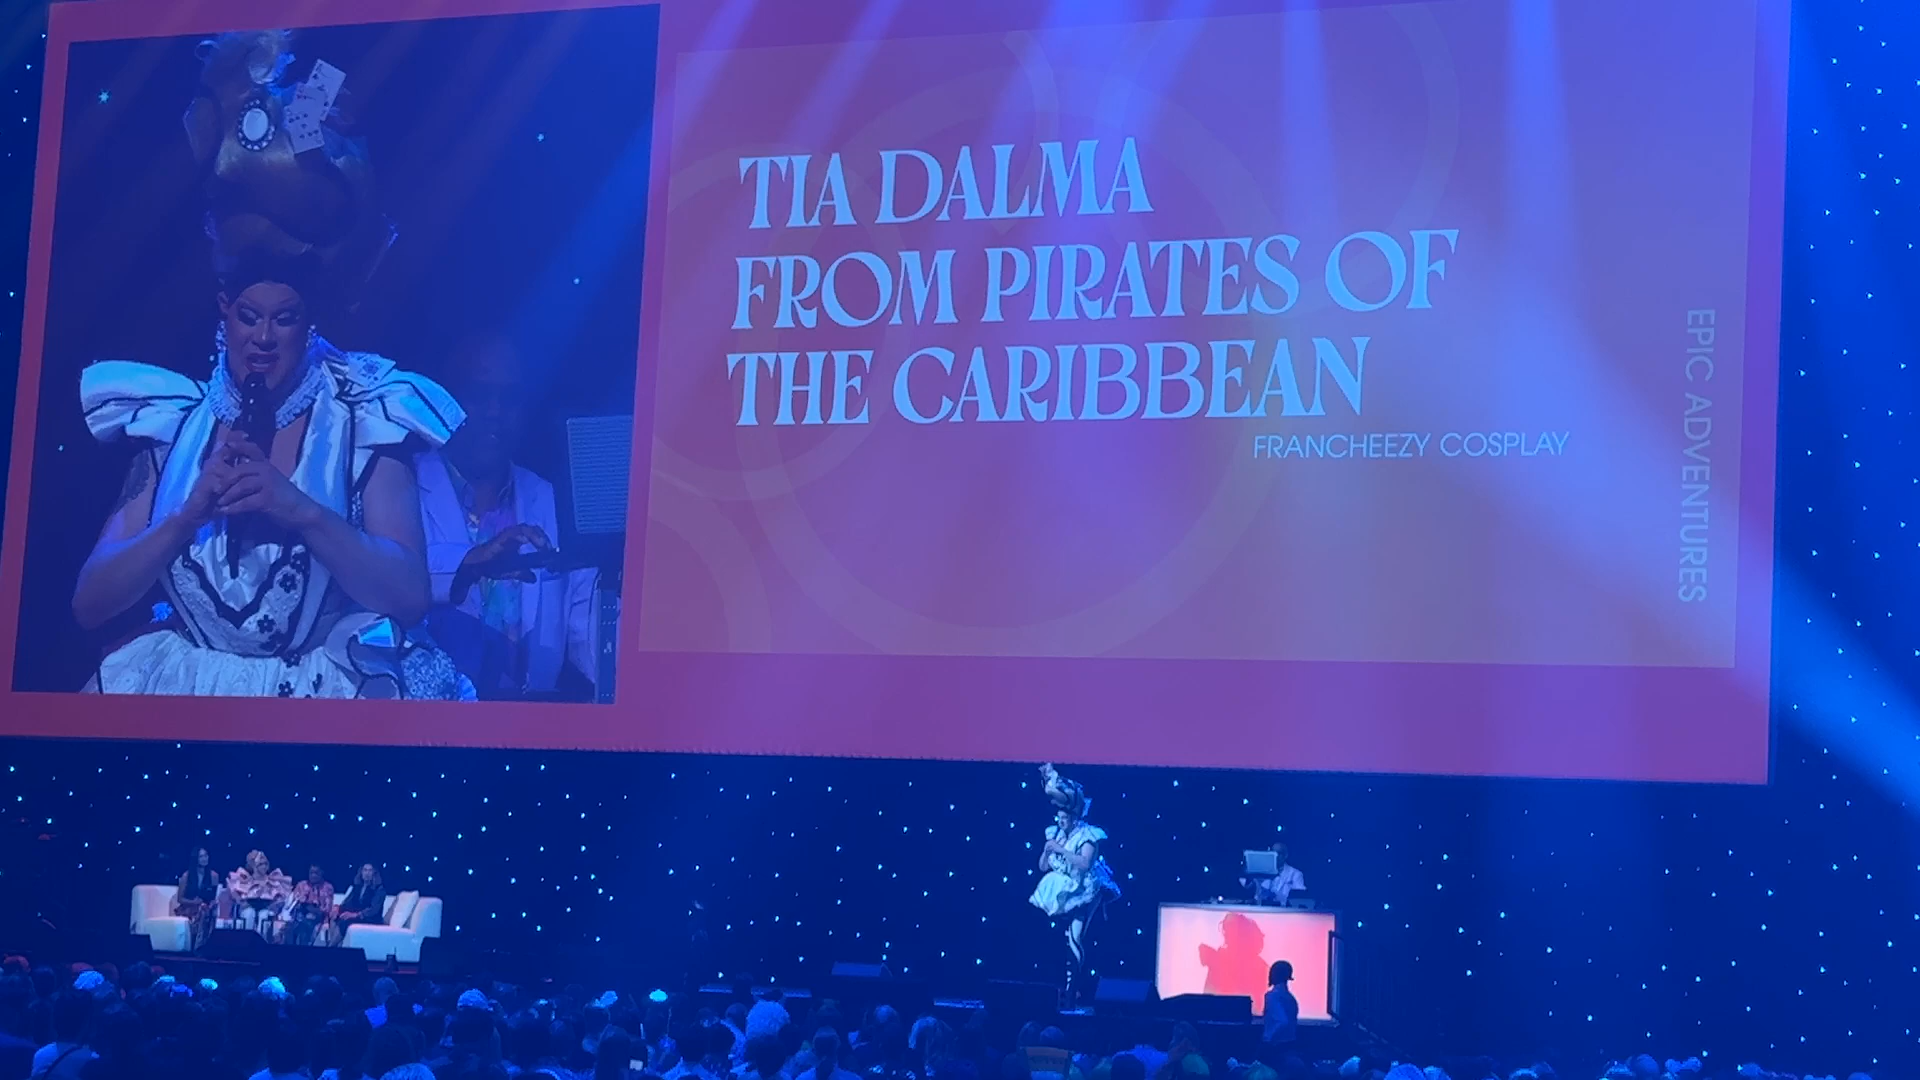 TIA DALMA
FROM PIRATES OF
THE CARIBBEAN
FRANCHEEZY COSPLAY
EPIC ADVENTURES